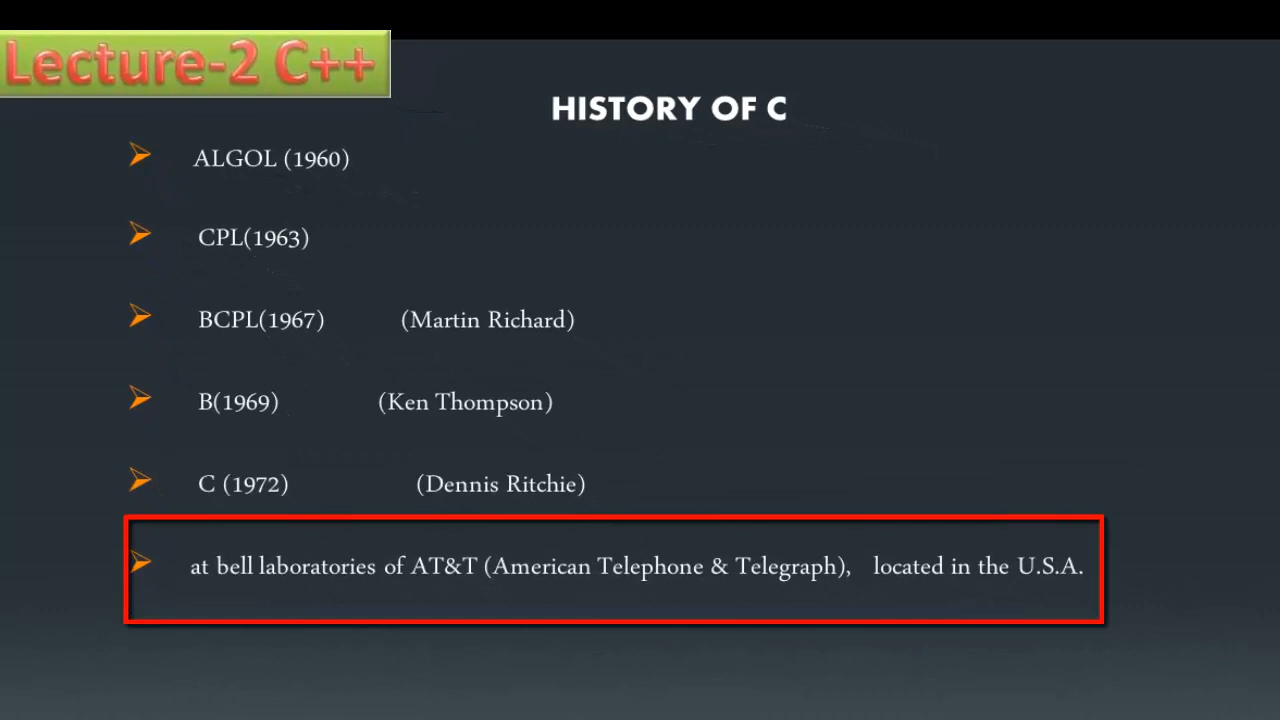 Lecture-2 C++
HISTORY OF C
ALGOL (1960)
CPL(1963)
BCPL(1967) (Martin Richard)
B(1969) (Ken Thompson)
C (1972) (Dennis Ritchie)
at bell laboratories of AT&T (American Telephone & Telegraph), located in the U.S.A.